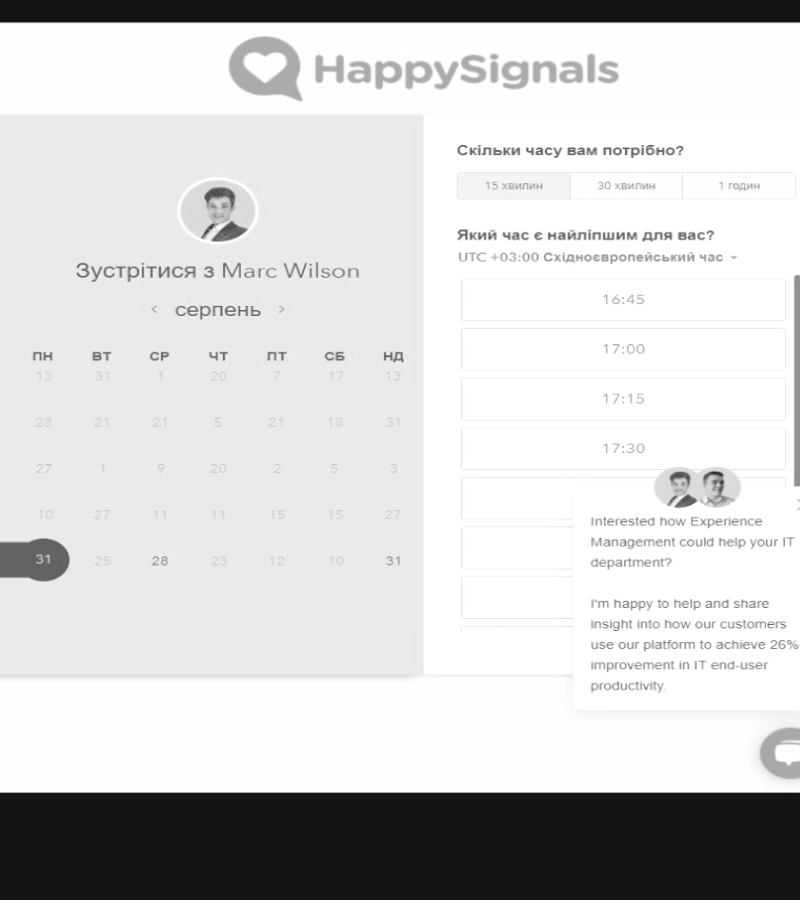 HappySignals
Зустрітися з Marc Wilson
< серпень >
ПН ВТ СР ЧТ ПТ СБ НД
13 31 1 20 7 17 13
28 21 21 5 21 18 31
27 1 9 20 2 5 3
10 27 11 11 15 15 27
31 25 28 23 12 10 31
Скільки часу вам потрібно?
15 хвилин 30 хвилин 1 годин
Який час є найліпшим для вас?
UTC +03:00 Східноєвропейський час
16:45
17:00
17:15
17:30
Interested how Experience
Management could help your IT
department?
I'm happy to help and share
insight into how our customers
use our platform to achieve 26%
improvement in IT end-user
productivity.